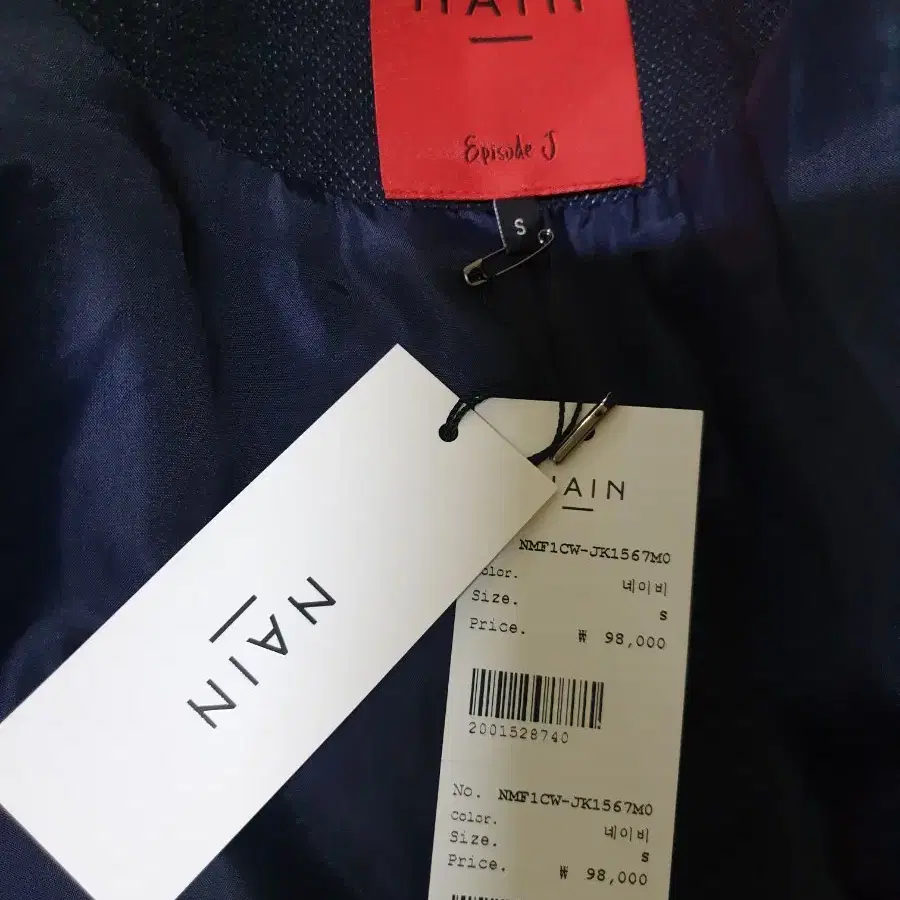 NAIN
Episode J
S
NAIN
NAIN
NMF1CW-JK1567M0
color.
네이비
Size.
S
Price.
₩ 98,000
2001528740
No. NMF1CW-JK1567M0
color.
네이비
Size.
S
Price.
₩ 98,000